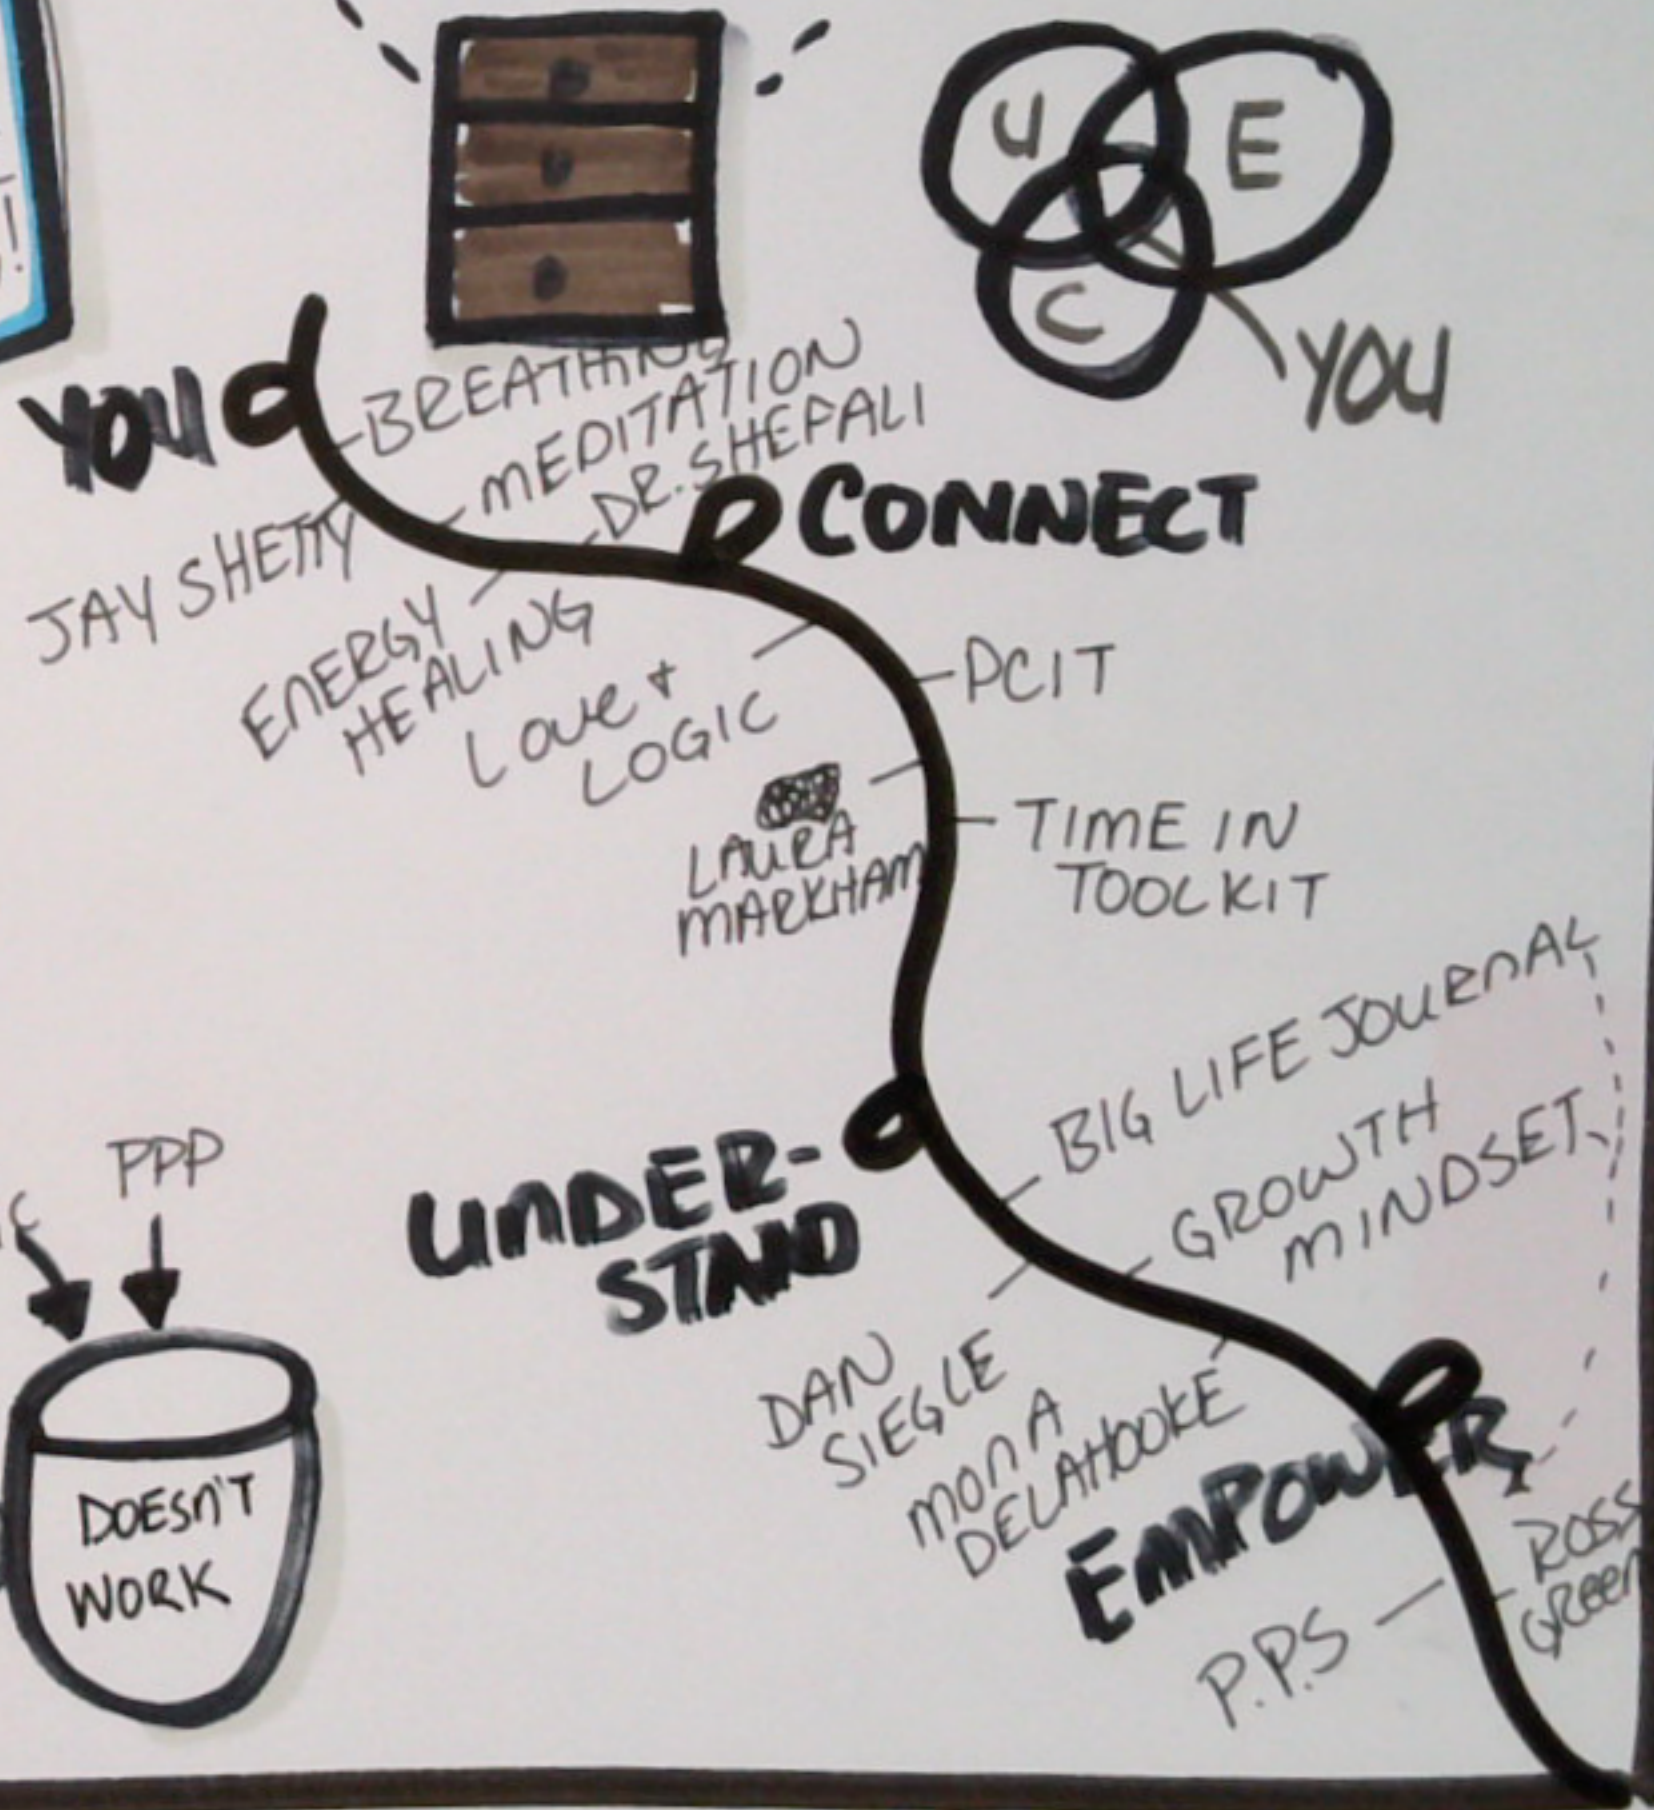 !
U
E
C
YOU
YOU
BREATHING
MEDITATION
DR. SHEFALI
JAY SHETTY
ENERGY
HEALING
CONNECT
LOVE +
LOGIC
PCIT
LAURA
MARKHAM
TIME IN
TOOLKIT
UNDER-
STAND
BIG LIFE JOURNAL
GROWTH
MINDSET
DAN
SIEGLE
MONA
DELAHOOKE
EMPOWER
P.P.S
ROSS
GREEN
PPP
DOESN'T
WORK